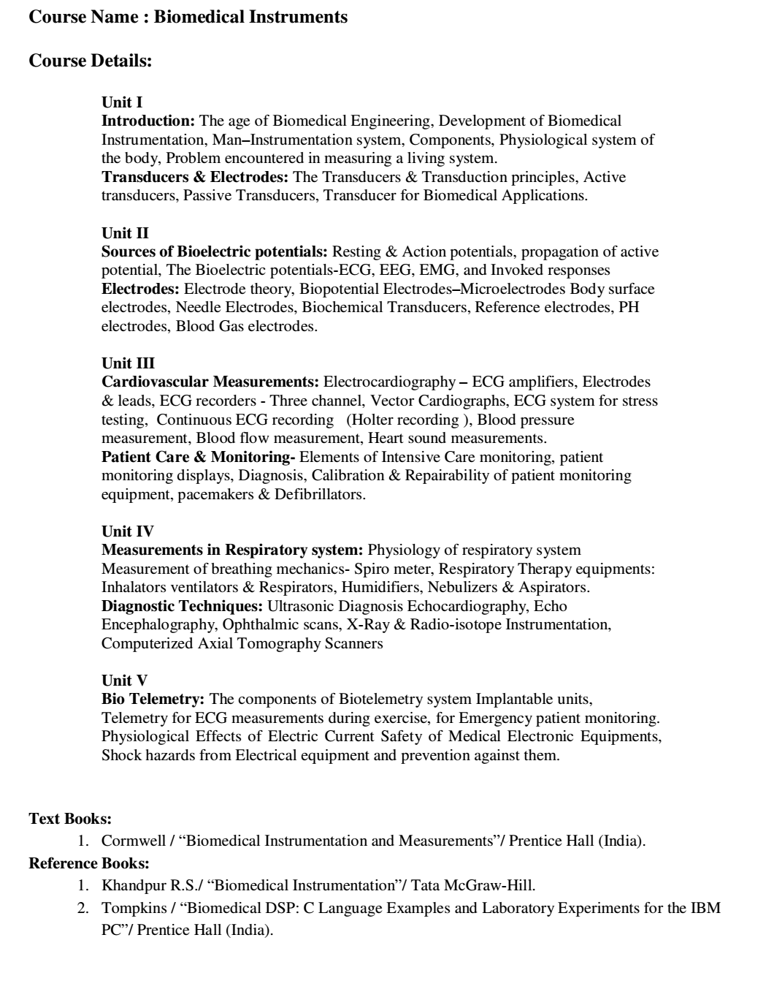 Course Name : Biomedical Instruments
Course Details:
Unit I
Introduction: The age of Biomedical Engineering, Development of Biomedical
Instrumentation, Man–Instrumentation system, Components, Physiological system of
the body, Problem encountered in measuring a living system.
Transducers & Electrodes: The Transducers & Transduction principles, Active
transducers, Passive Transducers, Transducer for Biomedical Applications.
Unit II
Sources of Bioelectric potentials: Resting & Action potentials, propagation of active
potential, The Bioelectric potentials-ECG, EEG, EMG, and Invoked responses
Electrodes: Electrode theory, Biopotential Electrodes–Microelectrodes Body surface
electrodes, Needle Electrodes, Biochemical Transducers, Reference electrodes, PH
electrodes, Blood Gas electrodes.
Unit III
Cardiovascular Measurements: Electrocardiography – ECG amplifiers, Electrodes
& leads, ECG recorders - Three channel, Vector Cardiographs, ECG system for stress
testing, Continuous ECG recording (Holter recording ), Blood pressure
measurement, Blood flow measurement, Heart sound measurements.
Patient Care & Monitoring- Elements of Intensive Care monitoring, patient
monitoring displays, Diagnosis, Calibration & Repairability of patient monitoring
equipment, pacemakers & Defibrillators.
Unit IV
Measurements in Respiratory system: Physiology of respiratory system
Measurement of breathing mechanics- Spiro meter, Respiratory Therapy equipments:
Inhalators ventilators & Respirators, Humidifiers, Nebulizers & Aspirators.
Diagnostic Techniques: Ultrasonic Diagnosis Echocardiography, Echo
Encephalography, Ophthalmic scans, X-Ray & Radio-isotope Instrumentation,
Computerized Axial Tomography Scanners
Unit V
Bio Telemetry: The components of Biotelemetry system Implantable units,
Telemetry for ECG measurements during exercise, for Emergency patient monitoring.
Physiological Effects of Electric Current Safety of Medical Electronic Equipments,
Shock hazards from Electrical equipment and prevention against them.
Text Books:
1. Cormwell / “Biomedical Instrumentation and Measurements”/ Prentice Hall (India).
Reference Books:
1. Khandpur R.S./ “Biomedical Instrumentation”/ Tata McGraw-Hill.
2. Tompkins / “Biomedical DSP: C Language Examples and Laboratory Experiments for the IBM
PC”/ Prentice Hall (India).